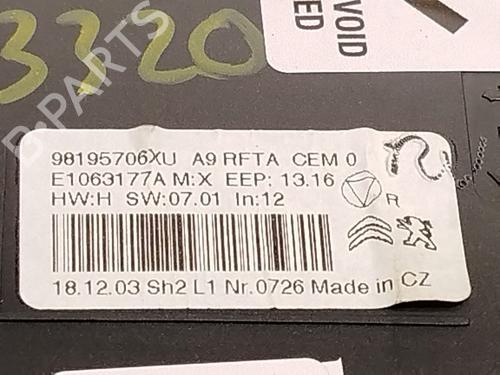 VOID
ED
3320
B-PARTS
98195706XU A9 RFTA CEM 0
E1063177A M:X EEP: 13.16
R
HW:H SW:07.01 In:12
18.12.03 Sh2 L1 Nr.0726 Made in CZ